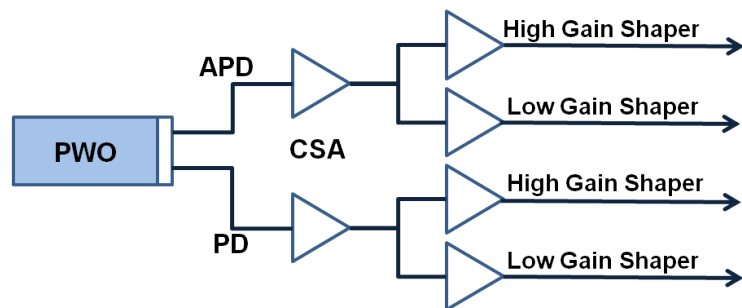 High Gain Shaper
APD
Low Gain Shaper
PWO
CSA
High Gain Shaper
PD
Low Gain Shaper